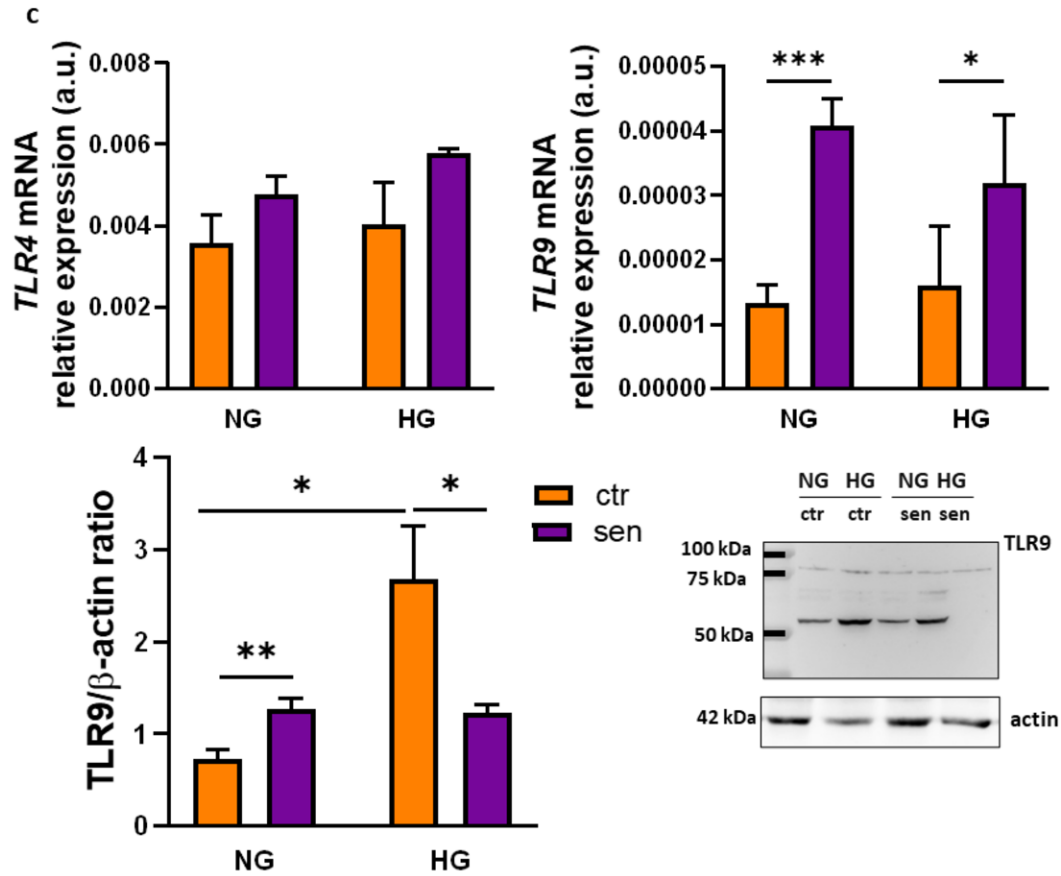 c
TLR4 mRNA
relative expression (a.u.)
0.008
0.006
0.004
0.002
0.000
NG HG
TLR9 mRNA
relative expression (a.u.)
0.00005
0.00004
0.00003
0.00002
0.00001
0.00000
*** *
NG HG
TLR9/β-actin ratio
4
3
2
1
0
* *
**
NG HG
ctr
sen
NG HG NG HG
ctr ctr sen sen
TLR9
100 kDa
75 kDa
50 kDa
42 kDa actin